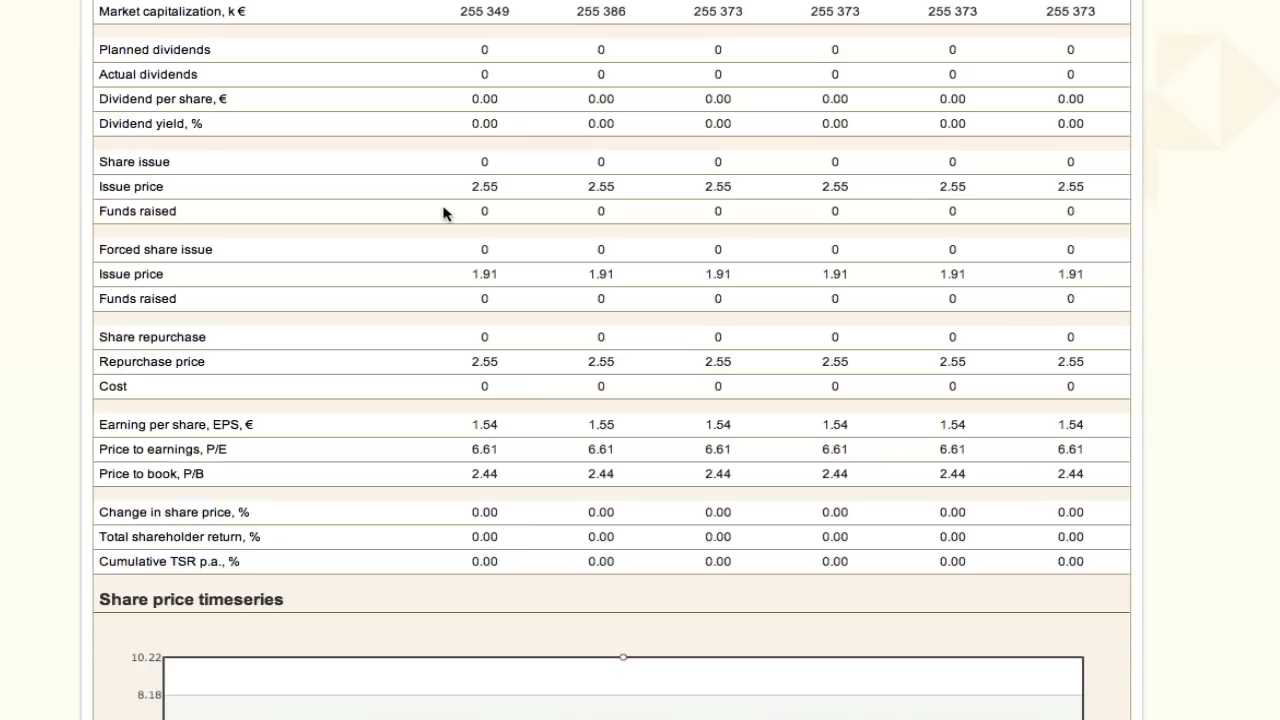 Market capitalization, k € 255 349 255 386 255 373 255 373 255 373 255 373
Planned dividends 0 0 0 0 0 0
Actual dividends 0 0 0 0 0 0
Dividend per share, € 0.00 0.00 0.00 0.00 0.00 0.00
Dividend yield, % 0.00 0.00 0.00 0.00 0.00 0.00
Share issue 0 0 0 0 0 0
Issue price 2.55 2.55 2.55 2.55 2.55 2.55
Funds raised 0 0 0 0 0 0
Forced share issue 0 0 0 0 0 0
Issue price 1.91 1.91 1.91 1.91 1.91 1.91
Funds raised 0 0 0 0 0 0
Share repurchase 0 0 0 0 0 0
Repurchase price 2.55 2.55 2.55 2.55 2.55 2.55
Cost 0 0 0 0 0 0
Earning per share, EPS, € 1.54 1.55 1.54 1.54 1.54 1.54
Price to earnings, P/E 6.61 6.61 6.61 6.61 6.61 6.61
Price to book, P/B 2.44 2.44 2.44 2.44 2.44 2.44
Change in share price, % 0.00 0.00 0.00 0.00 0.00 0.00
Total shareholder return, % 0.00 0.00 0.00 0.00 0.00 0.00
Cumulative TSR p.a., % 0.00 0.00 0.00 0.00 0.00 0.00
Share price timeseries
10.22
8.18